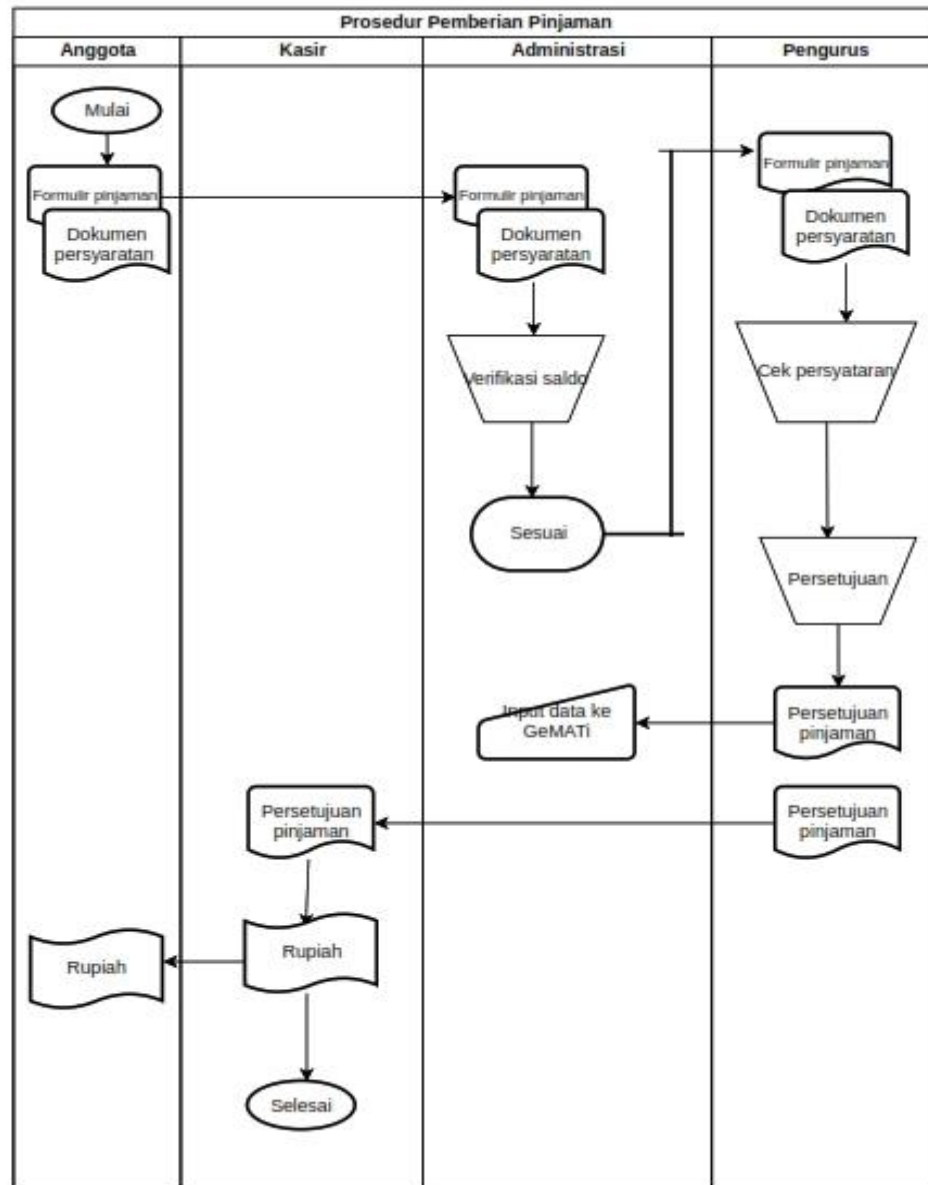 Prosedur Pemberian Pinjaman
Anggota
Kasir
Administrasi
Pengurus
Mulai
Formulir pinjaman
Dokumen
persyaratan
Formulir pinjaman
Dokumen
persyaratan
Formulir pinjaman
Dokumen
persyaratan
Verifikasi saldo
Cek persyataran
Sesuai
Persetujuan
Input data ke
GeMATi
Persetujuan
pinjaman
Persetujuan
pinjaman
Persetujuan
pinjaman
Rupiah
Rupiah
Selesai